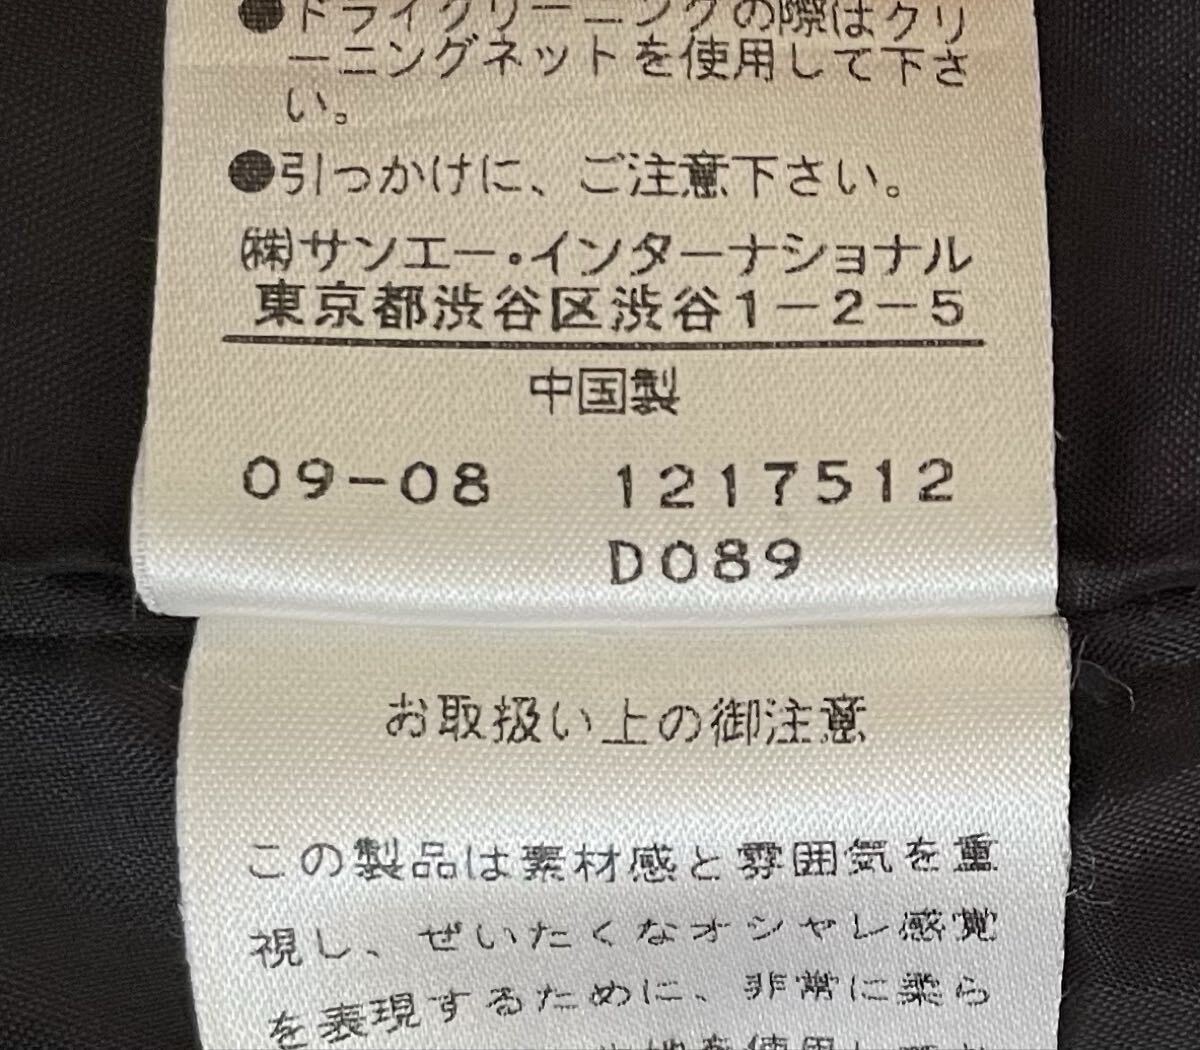 ●ドライクリーニングの際はクリ
ーニングネットを使用して下さ
い。
●引っかけに、ご注意下さい。
㈱サンエー・インターナショナル
東京都渋谷区渋谷1-2-5
中国製
09-08 1217512
D089
お取扱い上の御注意
この製品は素材感と雰囲気を重
視し、ぜいたくなオシャレ感覚
を表現するために、非常に柔ら
を使用して